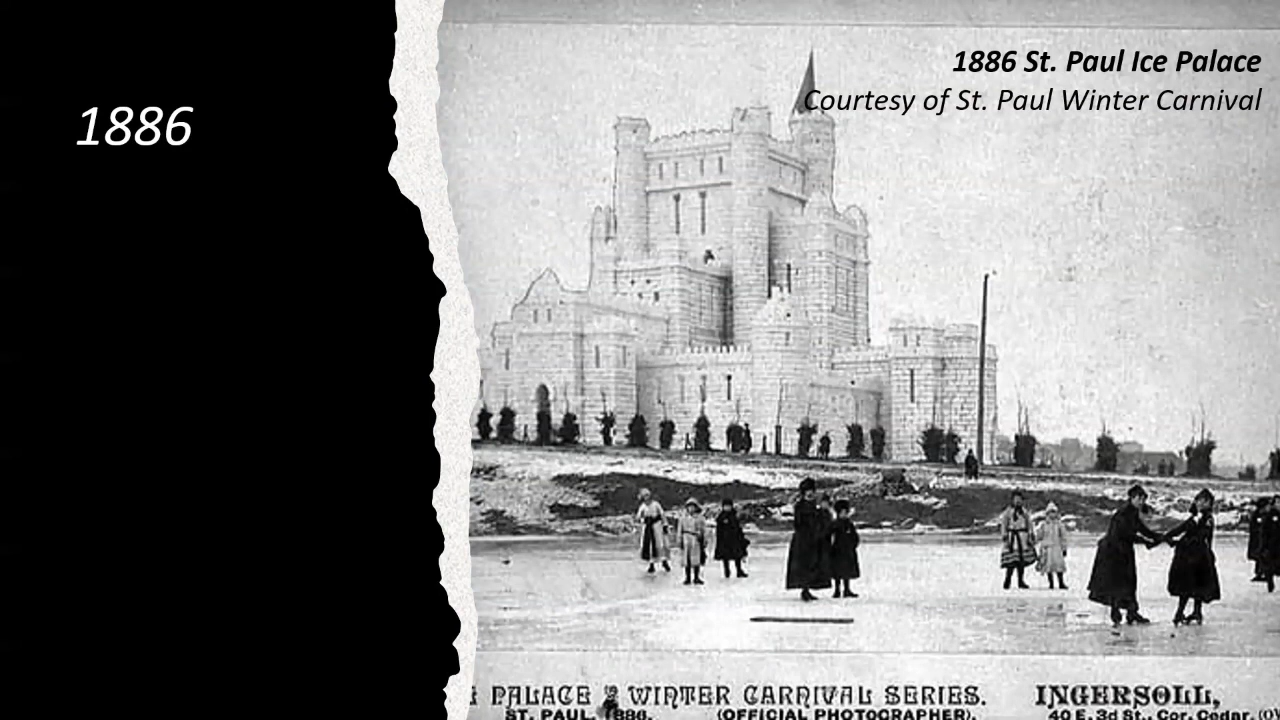 1886
1886 St. Paul Ice Palace
Courtesy of St. Paul Winter Carnival
PALACE & WINTER CARNIVAL SERIES. INGERSOLL,
ST. PAUL, 1886. (OFFICIAL PHOTOGRAPHER). 40 E. 3d St., Cor.